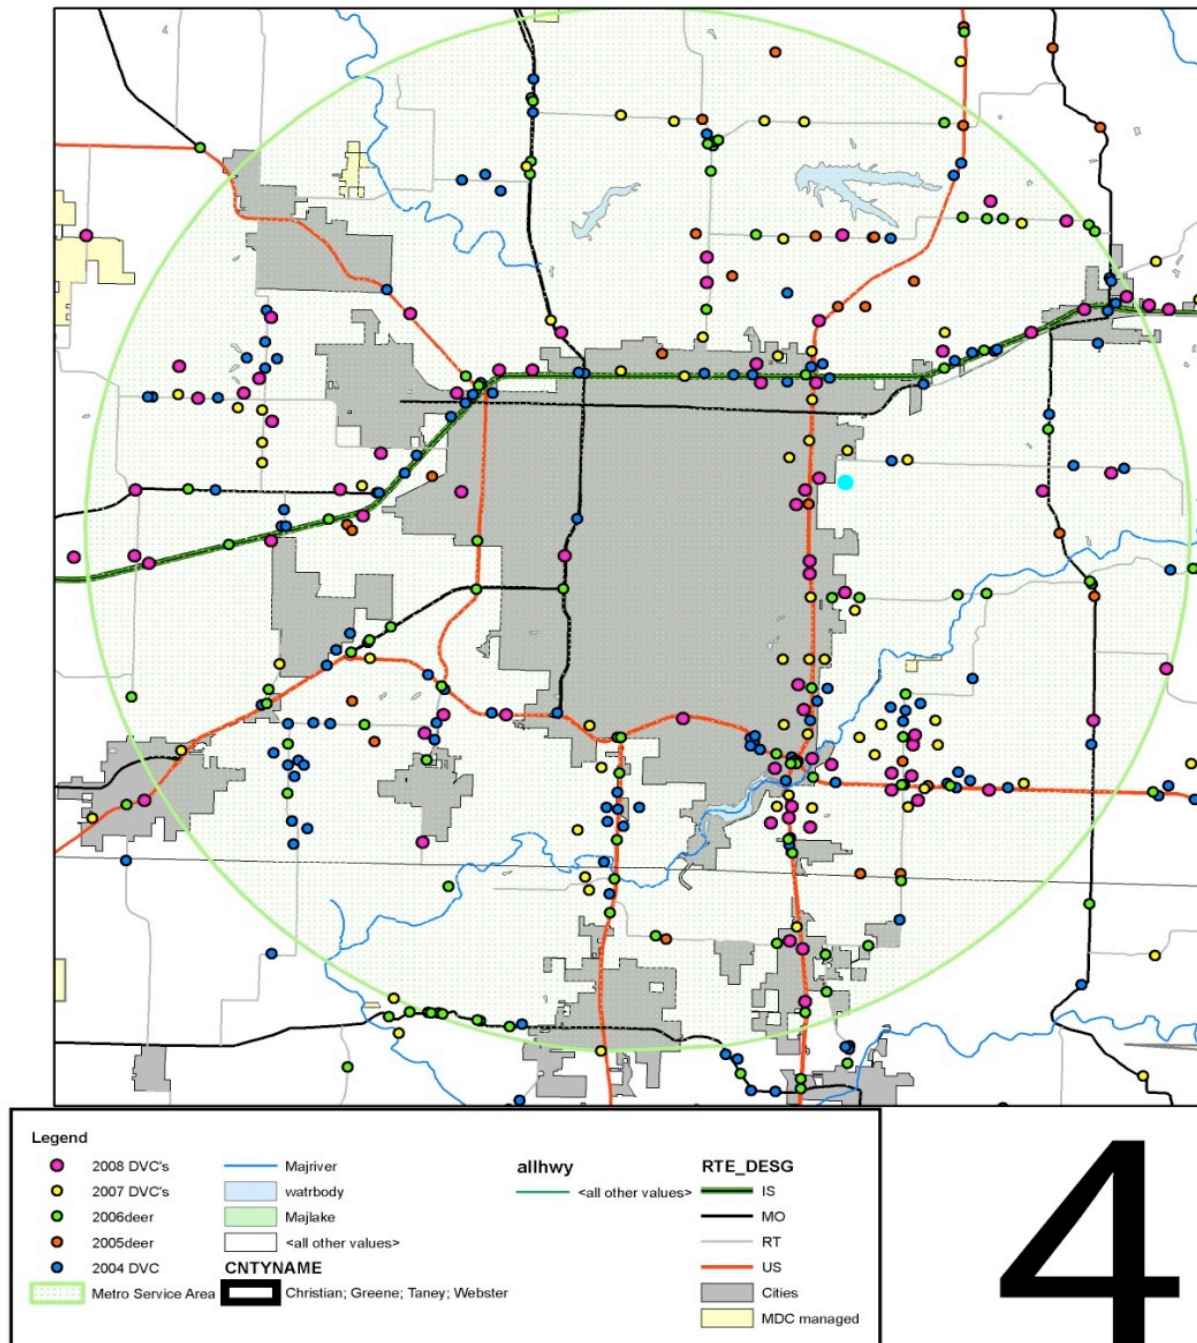 Legend
2008 DVC's
2007 DVC's
2006deer
2005deer
2004 DVC
Metro Service Area
Majriver
watrbody
Majlake
<all other values>
CNTYNAME
Christian; Greene; Taney; Webster
allhwy
<all other values>
RTE_DESG
IS
MO
RT
US
Cities
MDC managed
4